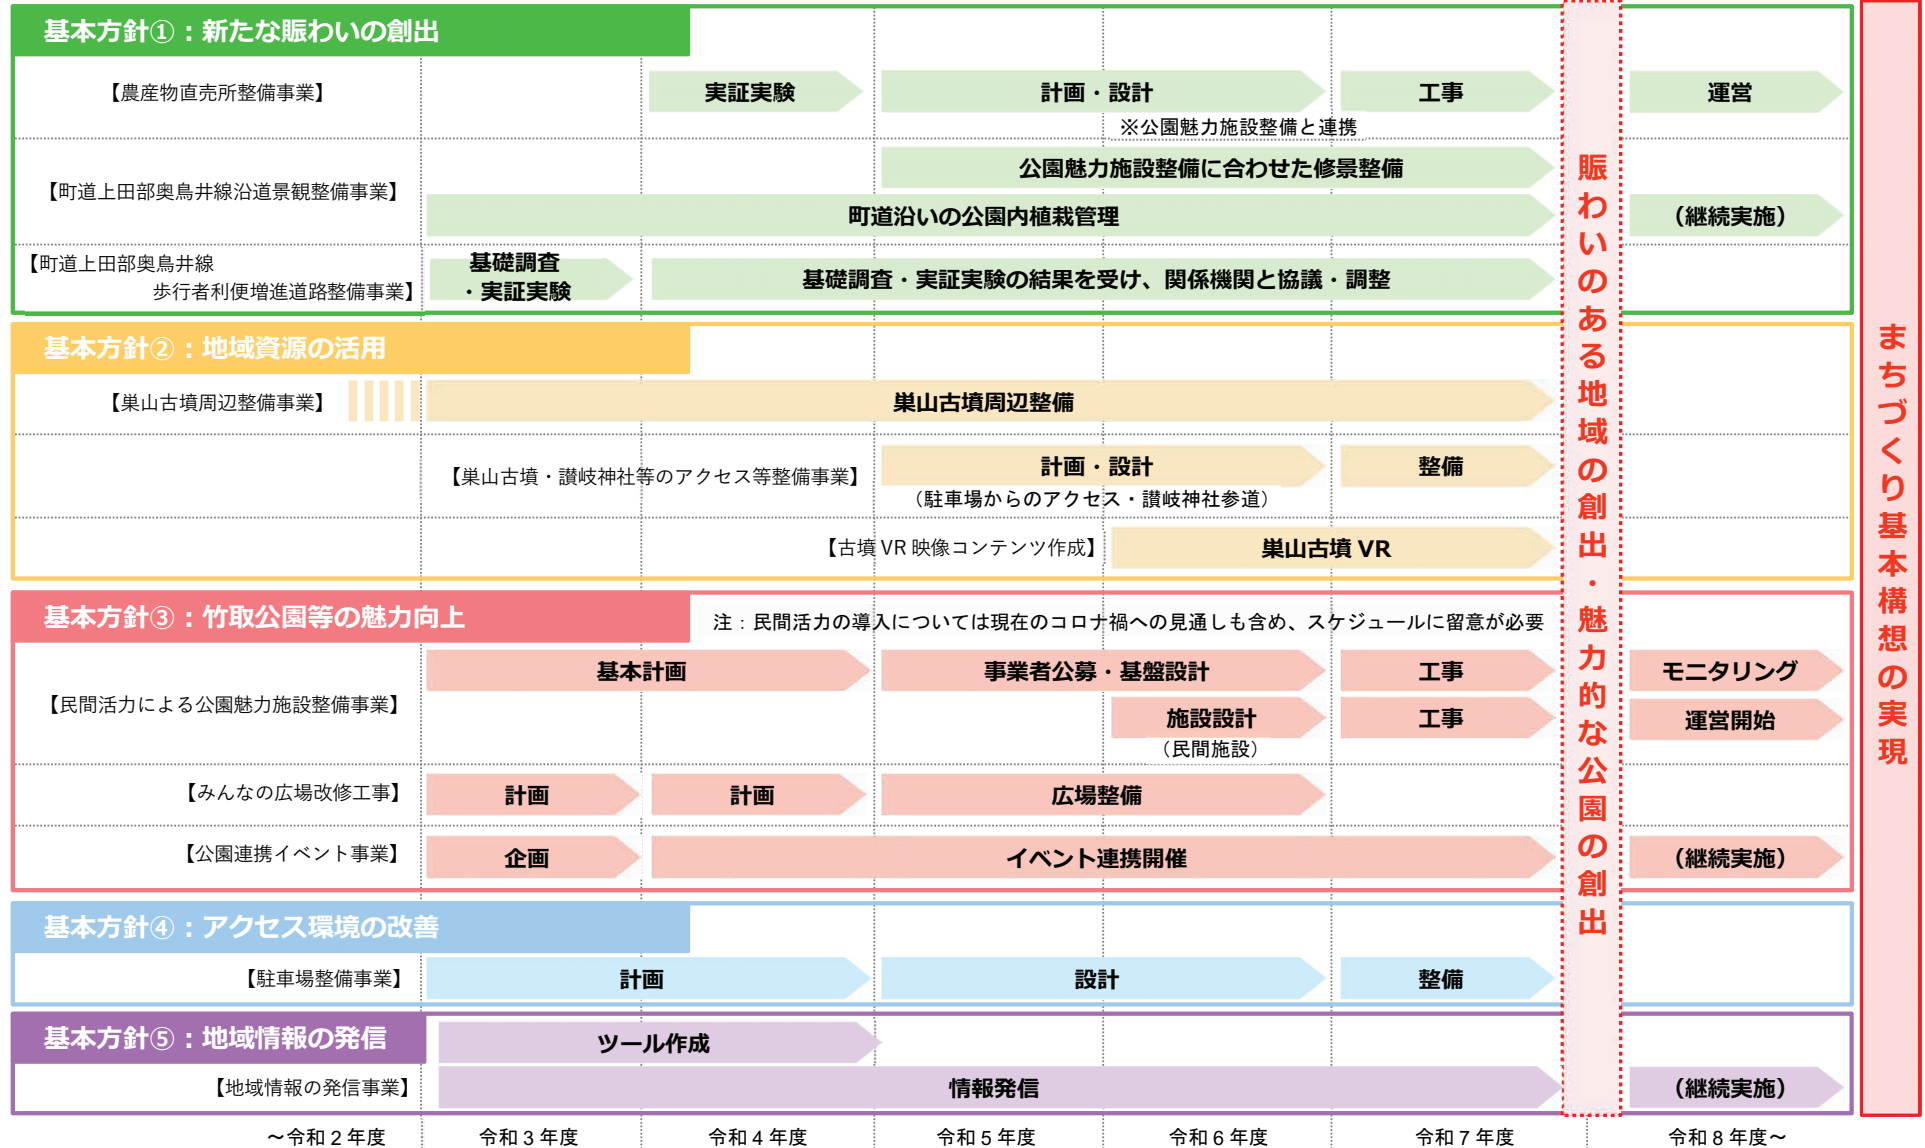 基本方針①：新たな賑わいの創出
【農産物直売所整備事業】
実証実験
計画・設計
工事
運営
※公園魅力施設整備と連携
【町道上田部奥鳥井線沿道景観整備事業】
公園魅力施設整備に合わせた修景整備
町道沿いの公園内植栽管理
（継続実施）
【町道上田部奥鳥井線
歩行者利便増進道路整備事業】
基礎調査
・実証実験
基礎調査・実証実験の結果を受け、関係機関と協議・調整
基本方針②：地域資源の活用
【巣山古墳周辺整備事業】
巣山古墳周辺整備
【巣山古墳・讃岐神社等のアクセス等整備事業】
計画・設計
整備
（駐車場からのアクセス・讃岐神社参道）
【古墳 VR 映像コンテンツ作成】
巣山古墳 VR
基本方針③：竹取公園等の魅力向上
注：民間活力の導入については現在のコロナ禍への見通しも含め、スケジュールに留意が必要
【民間活力による公園魅力施設整備事業】
基本計画
事業者公募・基盤設計
工事
モニタリング
施設設計
工事
運営開始
（民間施設）
【みんなの広場改修工事】
計画
計画
広場整備
【公園連携イベント事業】
企画
イベント連携開催
（継続実施）
基本方針④：アクセス環境の改善
【駐車場整備事業】
計画
設計
整備
基本方針⑤：地域情報の発信
ツール作成
【地域情報の発信事業】
情報発信
（継続実施）
賑わいのある地域の創出・魅力的な公園の創出
まちづくり基本構想の実現
～令和 2 年度
令和 3 年度
令和 4 年度
令和 5 年度
令和 6 年度
令和 7 年度
令和 8 年度～